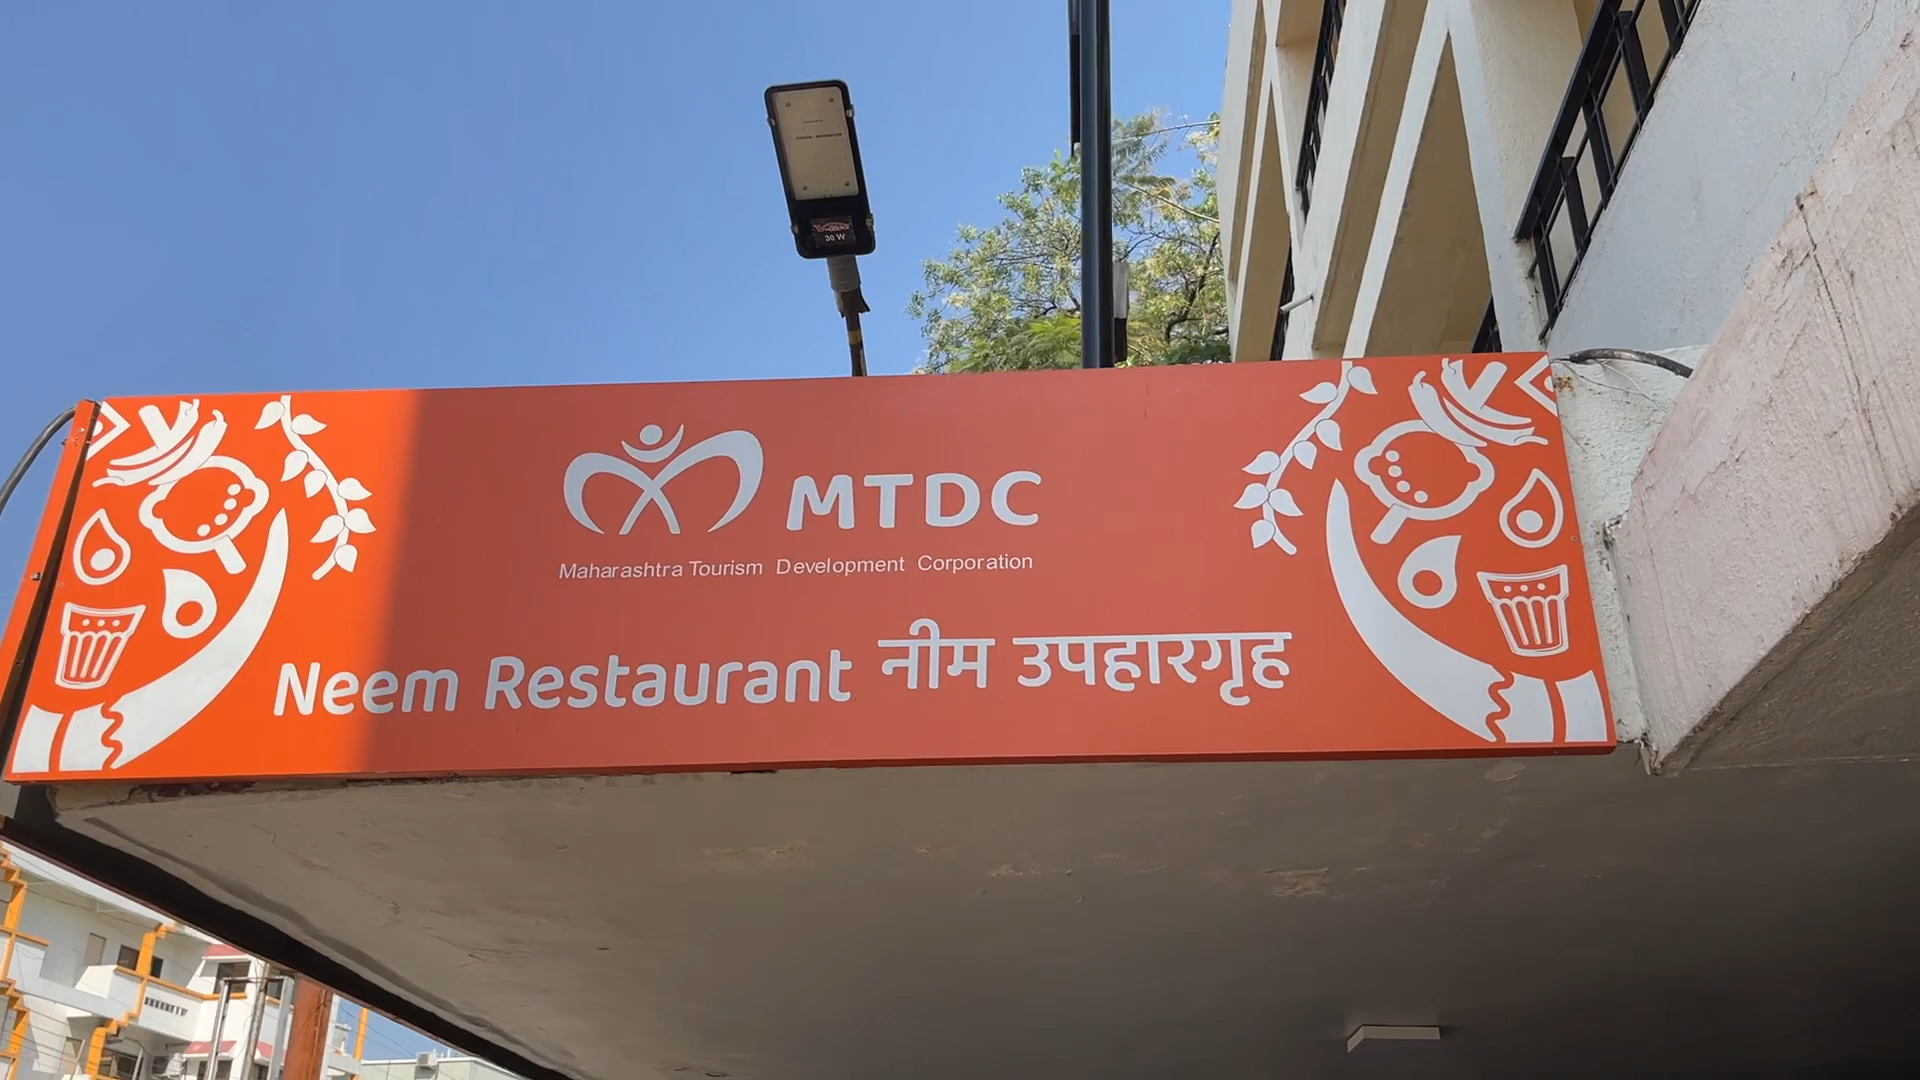 30 W
MTDC
Maharashtra Tourism Development Corporation
Neem Restaurant नीम उपहारगृह